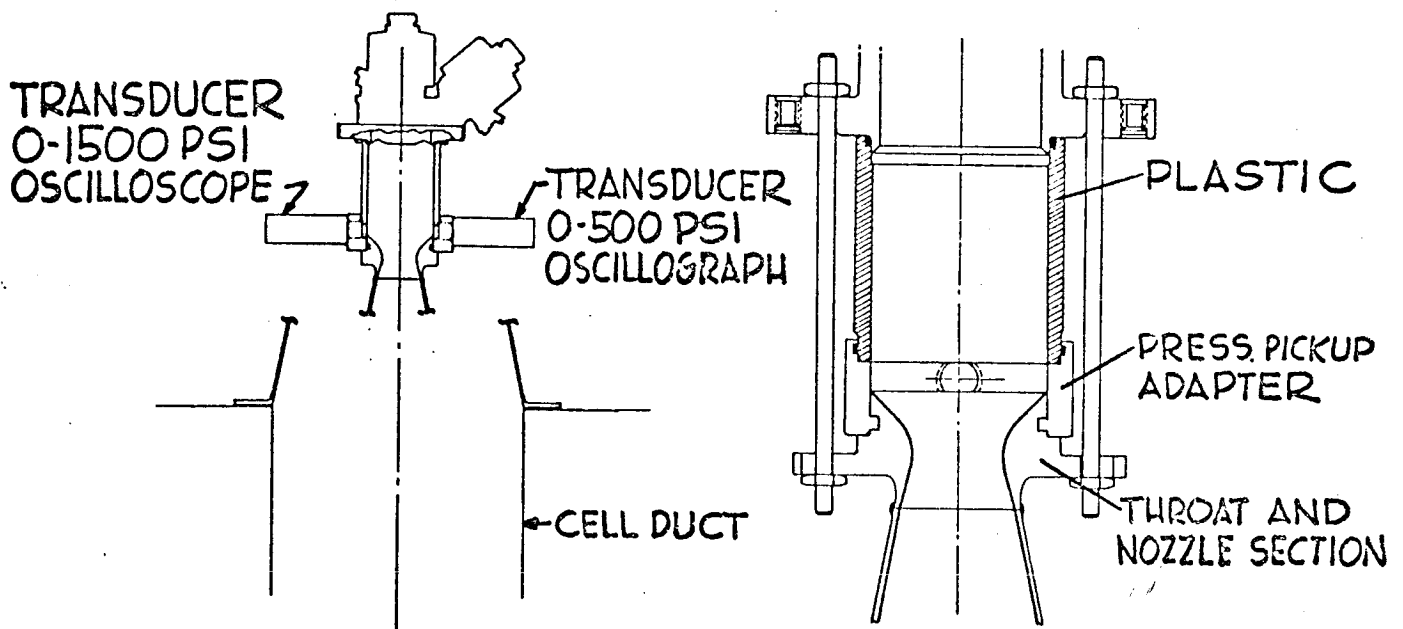 TRANSDUCER
0-1500 PSI
OSCILLOSCOPE
TRANSDUCER
0-500 PSI
OSCILLOGRAPH
CELL DUCT
PLASTIC
PRESS. PICKUP
ADAPTER
THROAT AND
NOZZLE SECTION